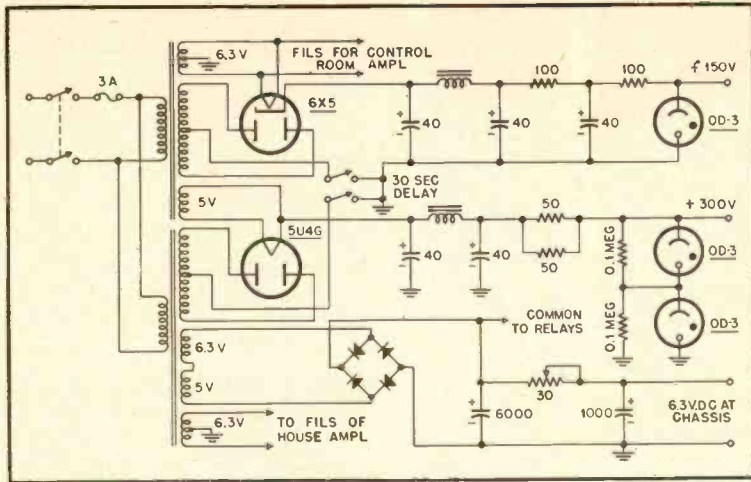 3A
6.3V
FILS FOR CONTROL
ROOM AMPL
6X5
100
100
+150V
40
40
40
OD-3
30 SEC
DELAY
5V
5U4G
50
50
40
40
+300V
0.1 MEG
0.1 MEG
OD-3
OD-3
6.3V
5V
COMMON
TO RELAYS
30
6000
1000
6.3V.DC AT
CHASSIS
6.3V
TO FILS OF
HOUSE AMPL